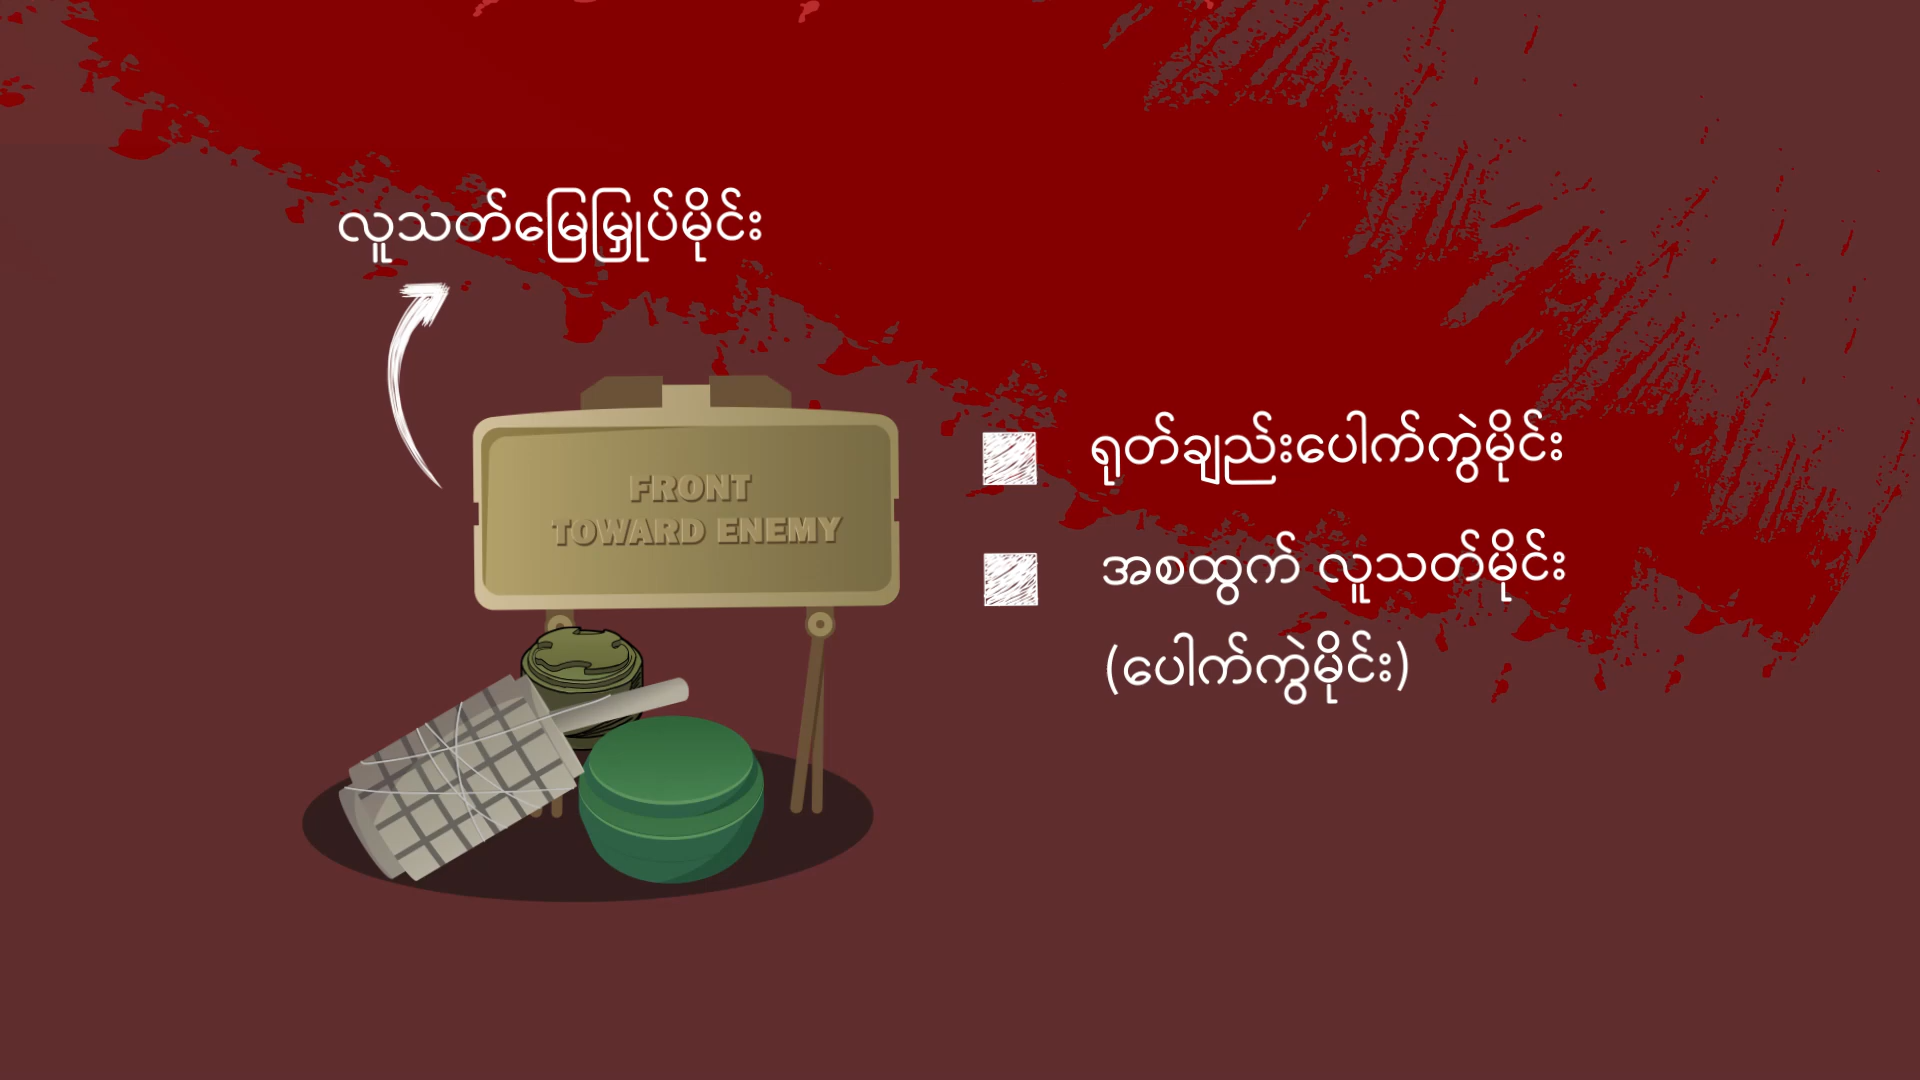 လူသတ်မြေမြှုပ်မိုင်း
FRONT
TOWARD ENEMY
ရုတ်ချည်းပေါက်ကွဲမိုင်း
အစထွက် လူသတ်မိုင်း
(ပေါက်ကွဲမိုင်း)